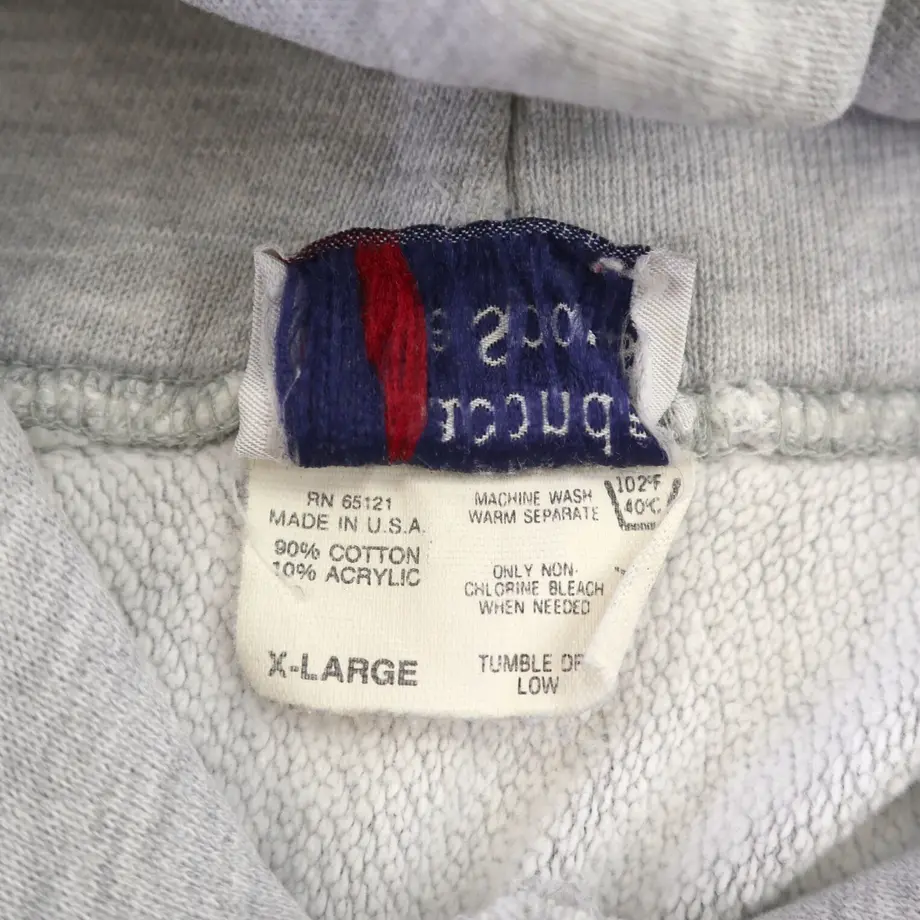 RN 65121
MADE IN U.S.A.
90% COTTON
10% ACRYLIC
X-LARGE
MACHINE WASH
WARM SEPARATE
102°F
40°C
ONLY NON-
CHLORINE BLEACH
WHEN NEEDED
TUMBLE
LOW